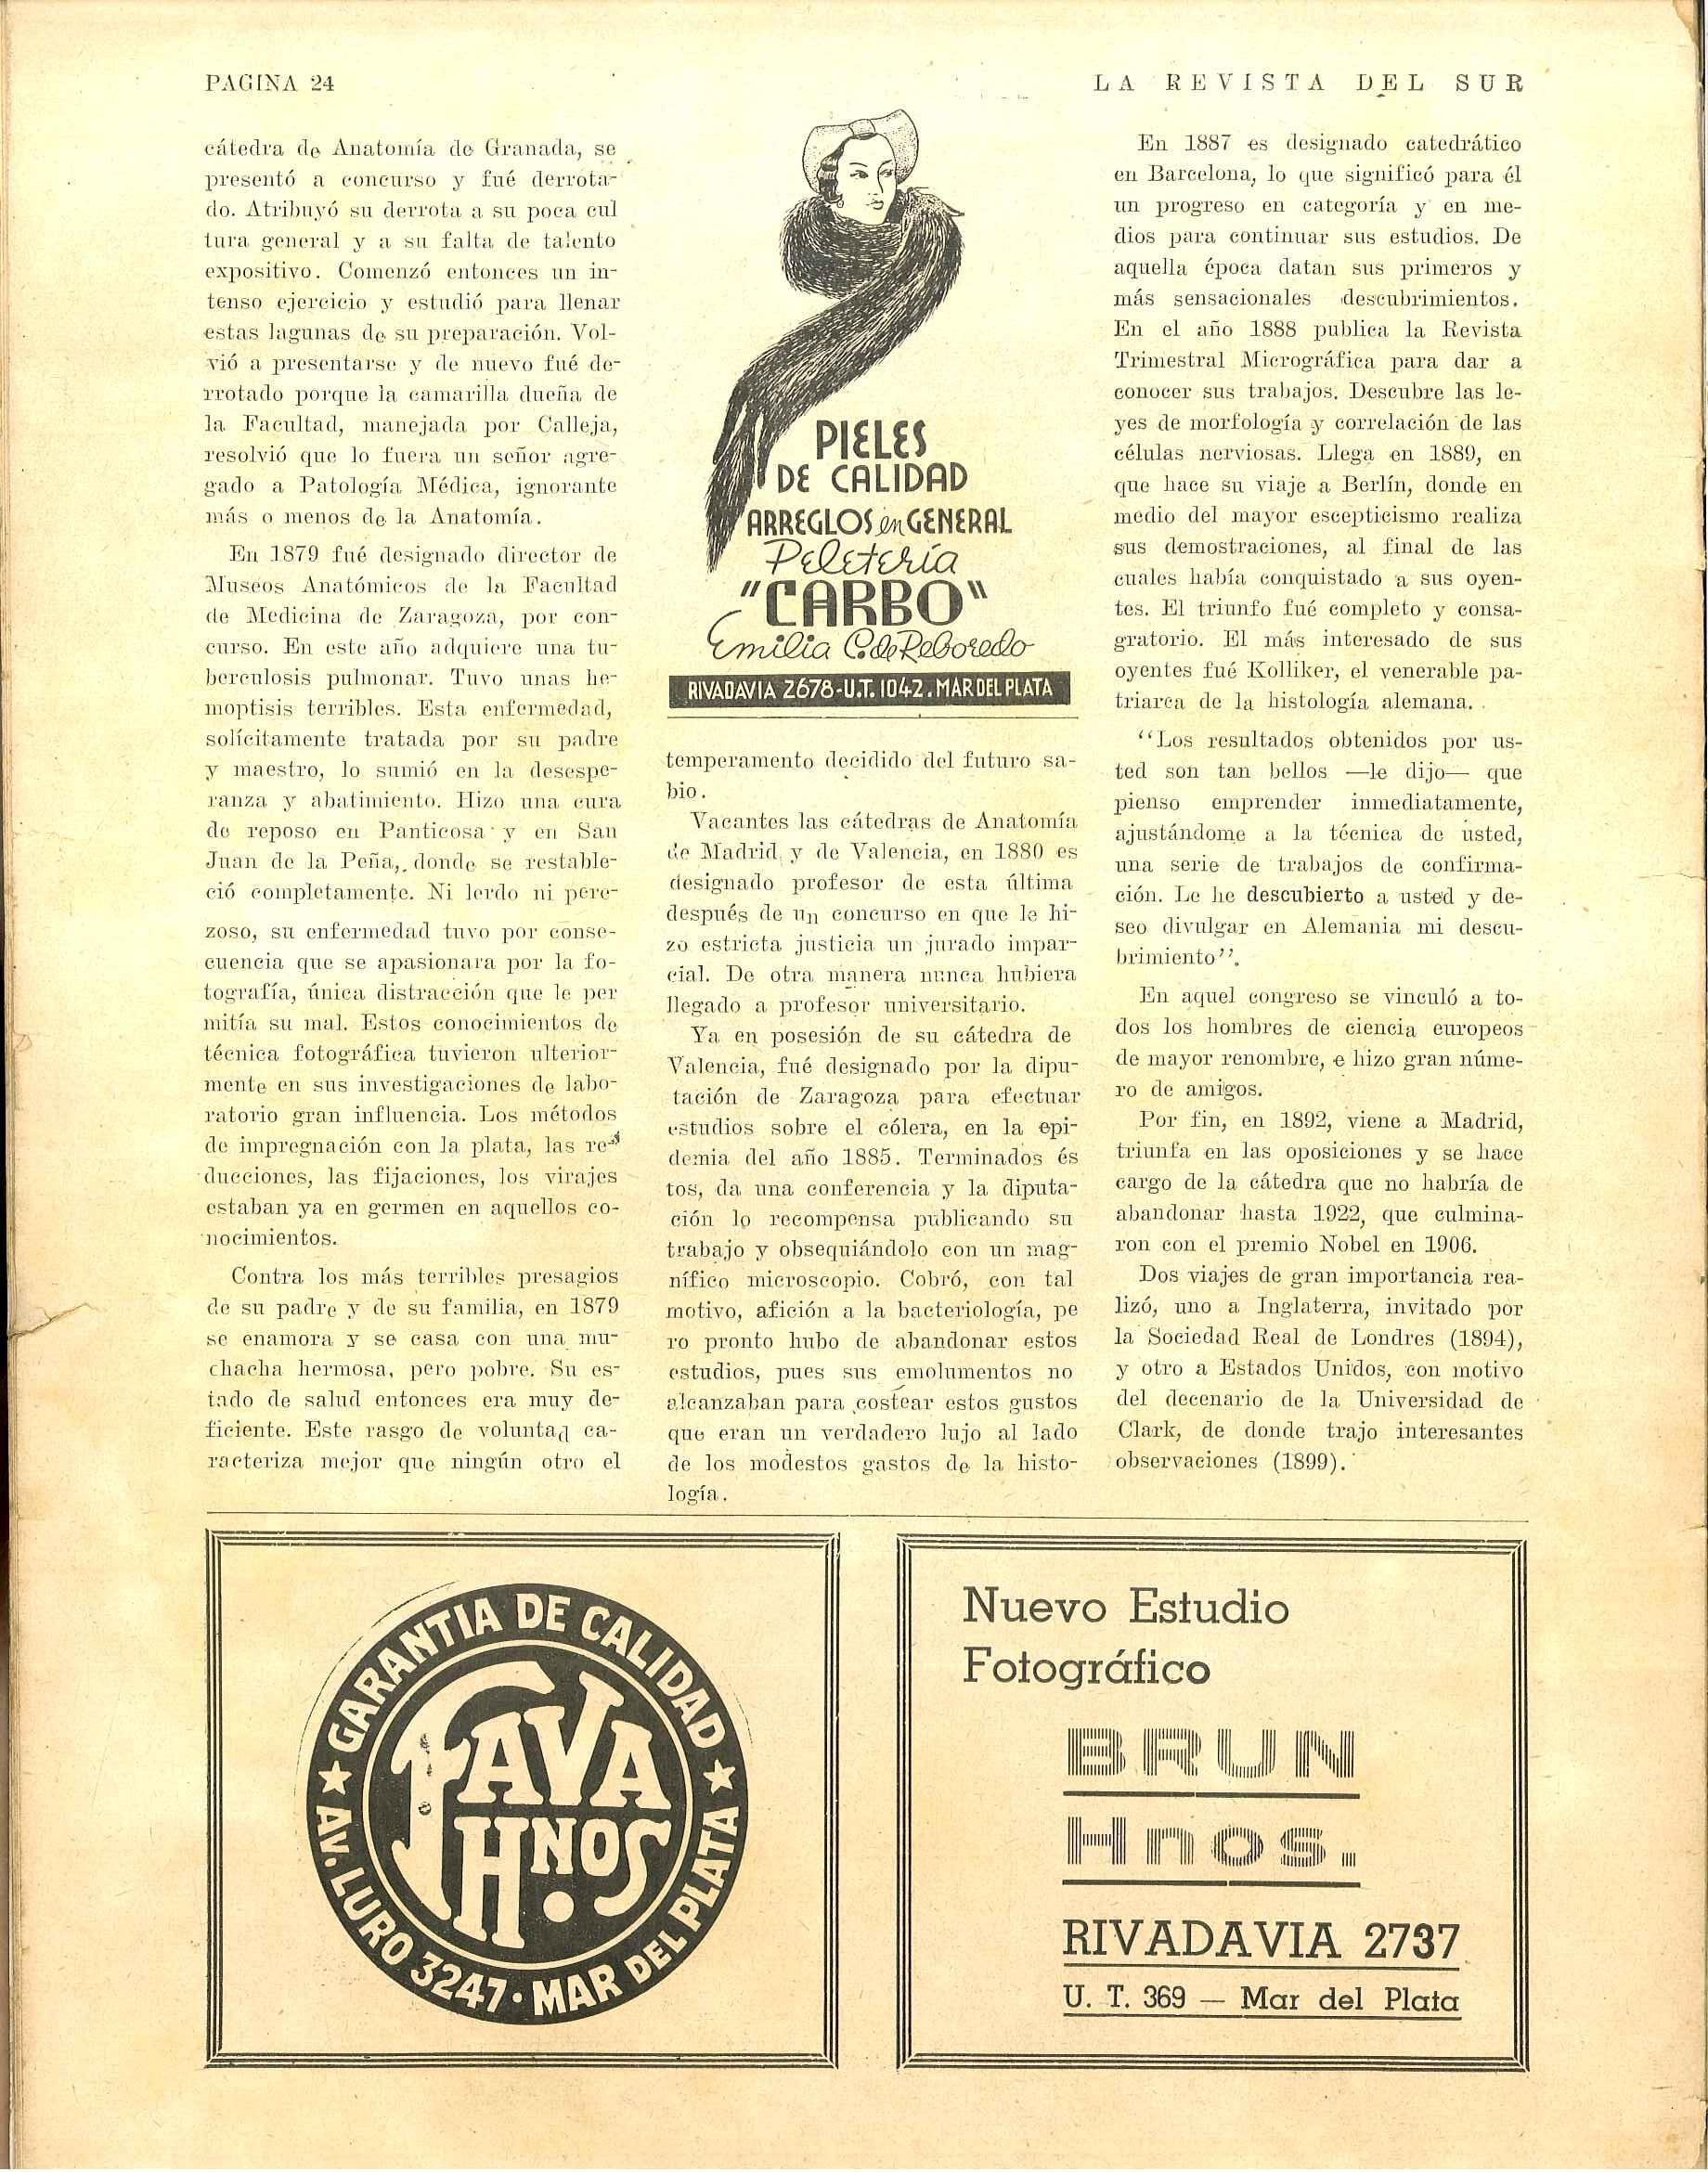 PAGINA 24
LA REVISTA DEL SUR
cátedra de Anatomía de Granada, se
presentó a concurso y fué derrota-
do. Atribuyó su derrota a su poca cul
tura general y a su falta de talento
expositivo. Comenzó entonces un in-
tenso ejercicio y estudió para llenar
estas lagunas de su preparación. Vol-
vió a presentarse y de nuevo fué de-
rrotado porque la camarilla dueña de
la Facultad, manejada por Calleja,
resolvió que lo fuera un señor agre-
gado a Patología Médica, ignorante
más o menos de la Anatomía.
En 1879 fué designado director de
Museos Anatómicos de la Facultad
de Medicina de Zaragoza, por con-
curso. En este año adquiere una tu-
berculosis pulmonar. Tuvo unas he-
moptisis terribles. Esta enfermedad,
solícitamente tratada por su padre
y maestro, lo sumió en la desespe-
ranza y abatimiento. Hizo una cura
de reposo en Panticosa y en San
Juan de la Peña, donde se restable-
ció completamente. Ni lerdo ni pere-
zoso, su enfermedad tuvo por conse-
cuencia que se apasionara por la fo-
tografía, única distracción que le per
mitía su mal. Estos conocimientos de
técnica fotográfica tuvieron ulterior-
mente en sus investigaciones de labo-
ratorio gran influencia. Los métodos
de impregnación con la plata, las re-
ducciones, las fijaciones, los virajes
estaban ya en germen en aquellos co-
nocimientos.
Contra los más terribles presagios
de su padre y de su familia, en 1879
se enamora y se casa con una mu-
chacha hermosa, pero pobre. Su es-
tado de salud entonces era muy de-
ficiente. Este rasgo de voluntad ca-
racteriza mejor que ningún otro el
PIELES
DE CALIDAD
ARREGLOS en GENERAL
Peletería
"CARBO"
Emilia C. de Reboredo
RIVADAVIA 2678-U.T. 1042. MAR DEL PLATA
temperamento decidido del futuro sa-
bio.
Vacantes las cátedras de Anatomía
de Madrid y de Valencia, en 1880 es
designado profesor de esta última
después de un concurso en que le hi-
zo estricta justicia un jurado impar-
cial. De otra manera nunca hubiera
llegado a profesor universitario.
Ya en posesión de su cátedra de
Valencia, fué designado por la dipu-
tación de Zaragoza para efectuar
estudios sobre el cólera, en la epi-
demia del año 1885. Terminados és
tos, da una conferencia y la diputa-
ción lo recompensa publicando su
trabajo y obsequiándolo con un mag-
nífico microscopio. Cobró, con tal
motivo, afición a la bacteriología, pe
ro pronto hubo de abandonar estos
estudios, pues sus emolumentos no
alcanzaban para costear estos gustos
que eran un verdadero lujo al lado
de los modestos gastos de la histo-
logía.
En 1887 es designado catedrático
en Barcelona, lo que significó para él
un progreso en categoría y en me-
dios para continuar sus estudios. De
aquella época datan sus primeros y
más sensacionales descubrimientos.
En el año 1888 publica la Revista
Trimestral Micrográfica para dar a
conocer sus trabajos. Descubre las le-
yes de morfología y correlación de las
células nerviosas. Llega en 1889, en
que hace su viaje a Berlín, donde en
medio del mayor escepticismo realiza
sus demostraciones, al final de las
cuales había conquistado a sus oyen-
tes. El triunfo fué completo y consa-
gratorio. El más interesado de sus
oyentes fué Kolliker, el venerable pa-
triarca de la histología alemana.
"Los resultados obtenidos por us-
ted son tan bellos —le dijo— que
pienso emprender inmediatamente,
ajustándome a la técnica de usted,
una serie de trabajos de confirma-
ción. Le he descubierto a usted y de-
seo divulgar en Alemania mi descu-
brimiento".
En aquel congreso se vinculó a to-
dos los hombres de ciencia europeos
de mayor renombre, e hizo gran núme-
ro de amigos.
Por fin, en 1892, viene a Madrid,
triunfa en las oposiciones y se hace
cargo de la cátedra que no habría de
abandonar hasta 1922, que culmina-
ron con el premio Nobel en 1906.
Dos viajes de gran importancia rea-
lizó, uno a Inglaterra, invitado por
la Sociedad Real de Londres (1894),
y otro a Estados Unidos, con motivo
del decenario de la Universidad de
Clark, de donde trajo interesantes
observaciones (1899).
GARANTIA DE CALIDAD
FAVA
HNOS
AV. LURO 3247 · MAR DEL PLATA
Nuevo Estudio
Fotográfico
BRUN
Hnos.
RIVADAVIA 2737
U. T. 369 — Mar del Plata